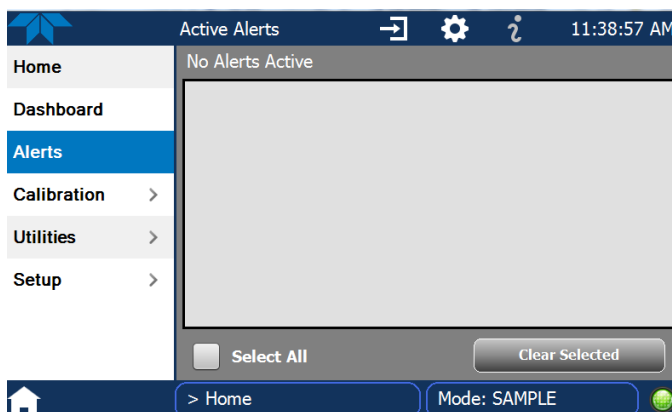 Active Alerts
11:38:57 AM
Home
No Alerts Active
Dashboard
Alerts
Calibration >
Utilities >
Setup >
Select All
Clear Selected
> Home
Mode: SAMPLE